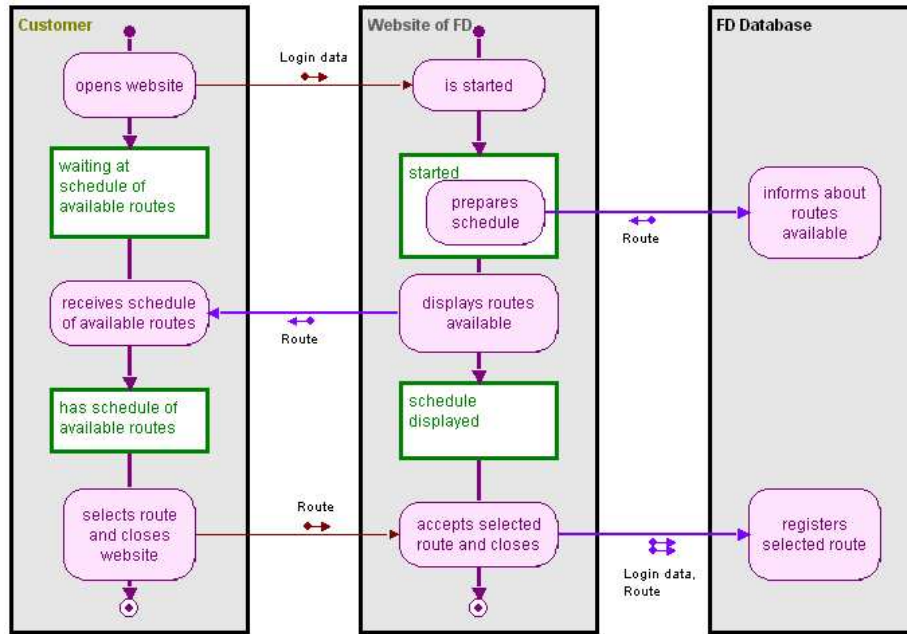 Customer
Website of FD
FD Database
Login data
opens website
is started
waiting at
schedule of
available routes
started
prepares
schedule
informs about
routes
available
Route
receives schedule
of available routes
displays routes
available
Route
has schedule of
available routes
schedule
displayed
Route
selects route
and closes
website
accepts selected
route and closes
registers
selected route
Login data,
Route